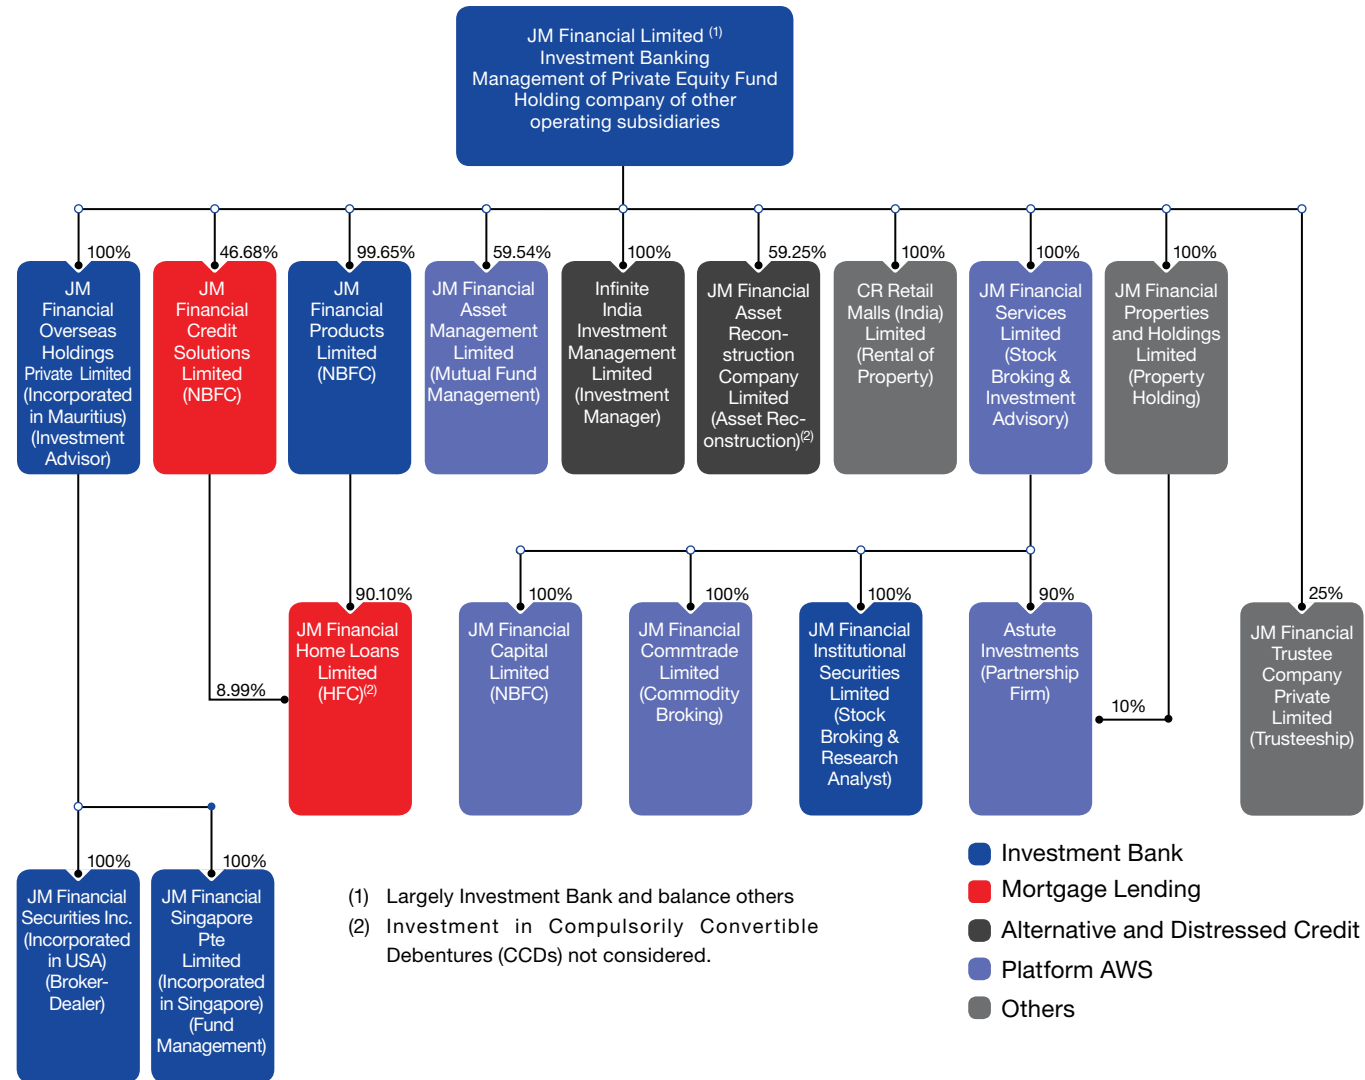 JM Financial Limited (1)
Investment Banking
Management of Private Equity Fund
Holding company of other
operating subsidiaries
100%
JM
Financial
Overseas
Holdings
Private Limited
(Incorporated
in Mauritius)
(Investment
Advisor)
46.68%
JM
Financial
Credit
Solutions
Limited
(NBFC)
99.65%
JM
Financial
Products
Limited
(NBFC)
59.54%
JM Financial
Asset
Management
Limited
(Mutual Fund
Management)
100%
Infinite
India
Investment
Management
Limited
(Investment
Manager)
59.25%
JM Financial
Asset
Recon-
struction
Company
Limited
(Asset Rec-
onstruction)(2)
100%
CR Retail
Malls (India)
Limited
(Rental of
Property)
100%
JM Financial
Services
Limited
(Stock
Broking &
Investment
Advisory)
100%
JM Financial
Properties
and Holdings
Limited
(Property
Holding)
90.10%
JM Financial
Home Loans
Limited
(HFC)(2)
8.99%
100%
JM Financial
Capital
Limited
(NBFC)
100%
JM Financial
Commtrade
Limited
(Commodity
Broking)
100%
JM Financial
Institutional
Securities
Limited
(Stock
Broking &
Research
Analyst)
90%
Astute
Investments
(Partnership
Firm)
10%
25%
JM Financial
Trustee
Company
Private
Limited
(Trusteeship)
100%
JM Financial
Securities Inc.
(Incorporated
in USA)
(Broker-
Dealer)
100%
JM Financial
Singapore
Pte
Limited
(Incorporated
in Singapore)
(Fund
Management)
(1) Largely Investment Bank and balance others
(2) Investment in Compulsorily Convertible
Debentures (CCDs) not considered.
Investment Bank
Mortgage Lending
Alternative and Distressed Credit
Platform AWS
Others